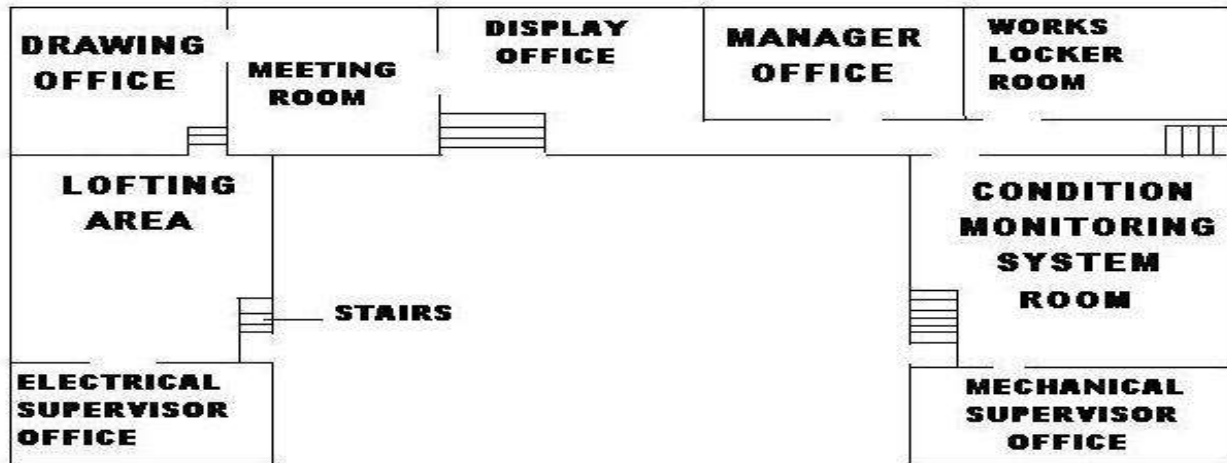 DRAWING
OFFICE
MEETING
ROOM
DISPLAY
OFFICE
MANAGER
OFFICE
WORKS
LOCKER
ROOM
LOFTING
AREA
STAIRS
CONDITION
MONITORING
SYSTEM
ROOM
ELECTRICAL
SUPERVISOR
OFFICE
MECHANICAL
SUPERVISOR
OFFICE